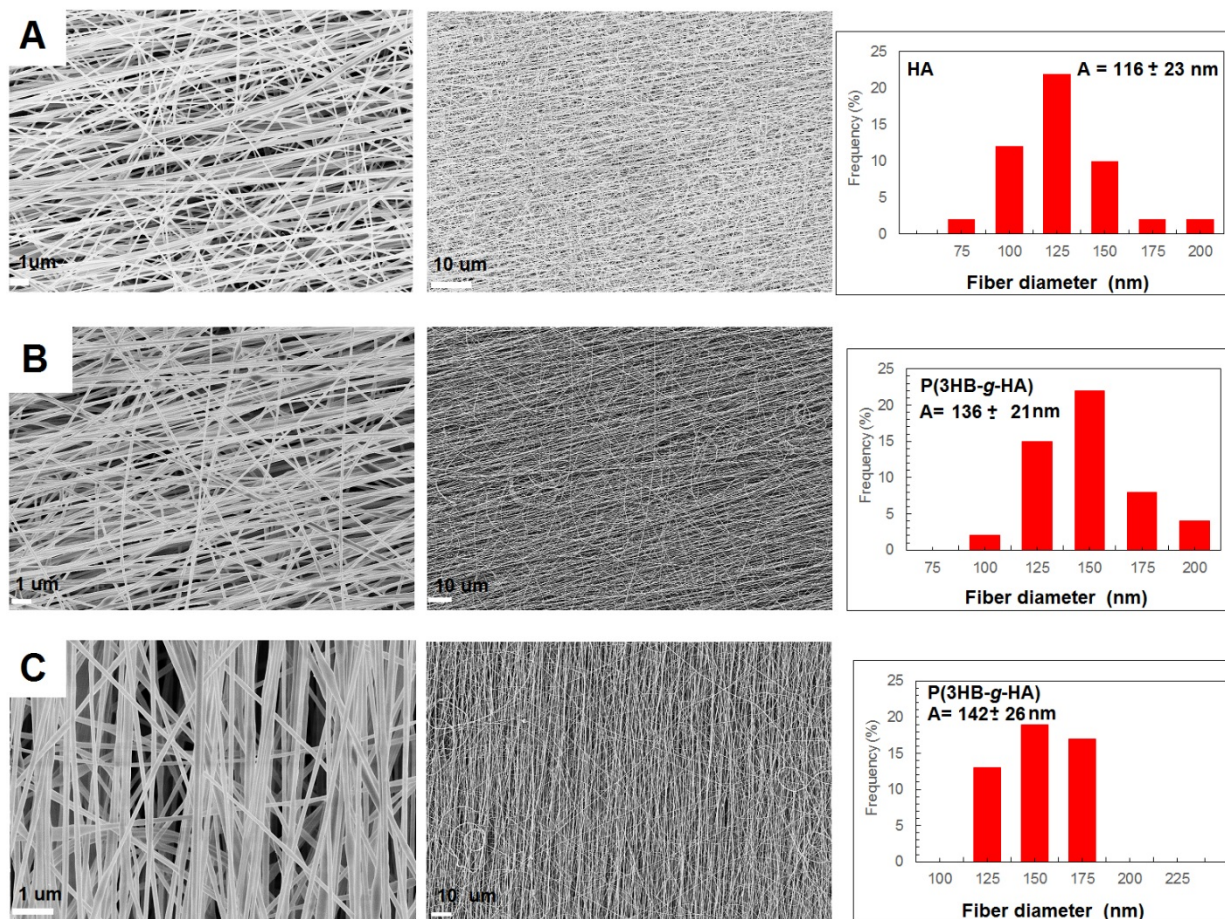 A
1um
10 um
HA
A = 116 ± 23 nm
Frequency (%)
25
20
15
10
5
0
75 100 125 150 175 200
Fiber diameter (nm)
B
1 um
10 um
P(3HB-g-HA)
A= 136 ± 21 nm
Frequency (%)
25
20
15
10
5
0
75 100 125 150 175 200
Fiber diameter (nm)
C
1 um
10 um
P(3HB-g-HA)
A= 142± 26 nm
Frequency (%)
25
20
15
10
5
0
100 125 150 175 200 225
Fiber diameter (nm)